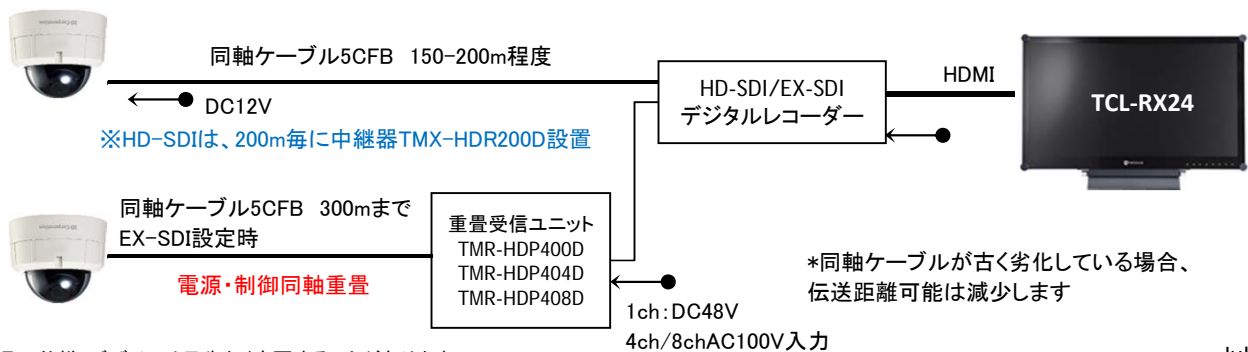 同軸ケーブル5CFB 150-200m程度
DC12V
※HD-SDIは、200m毎に中継器TMX-HDR200D設置
HD-SDI/EX-SDI
デジタルレコーダー
HDMI
TCL-RX24
同軸ケーブル5CFB 300mまで
EX-SDI設定時
電源・制御同軸重畳
重畳受信ユニット
TMR-HDP400D
TMR-HDP404D
TMR-HDP408D
1ch:DC48V
4ch/8chAC100V入力
*同軸ケーブルが古く劣化している場合、
伝送距離可能は減少します